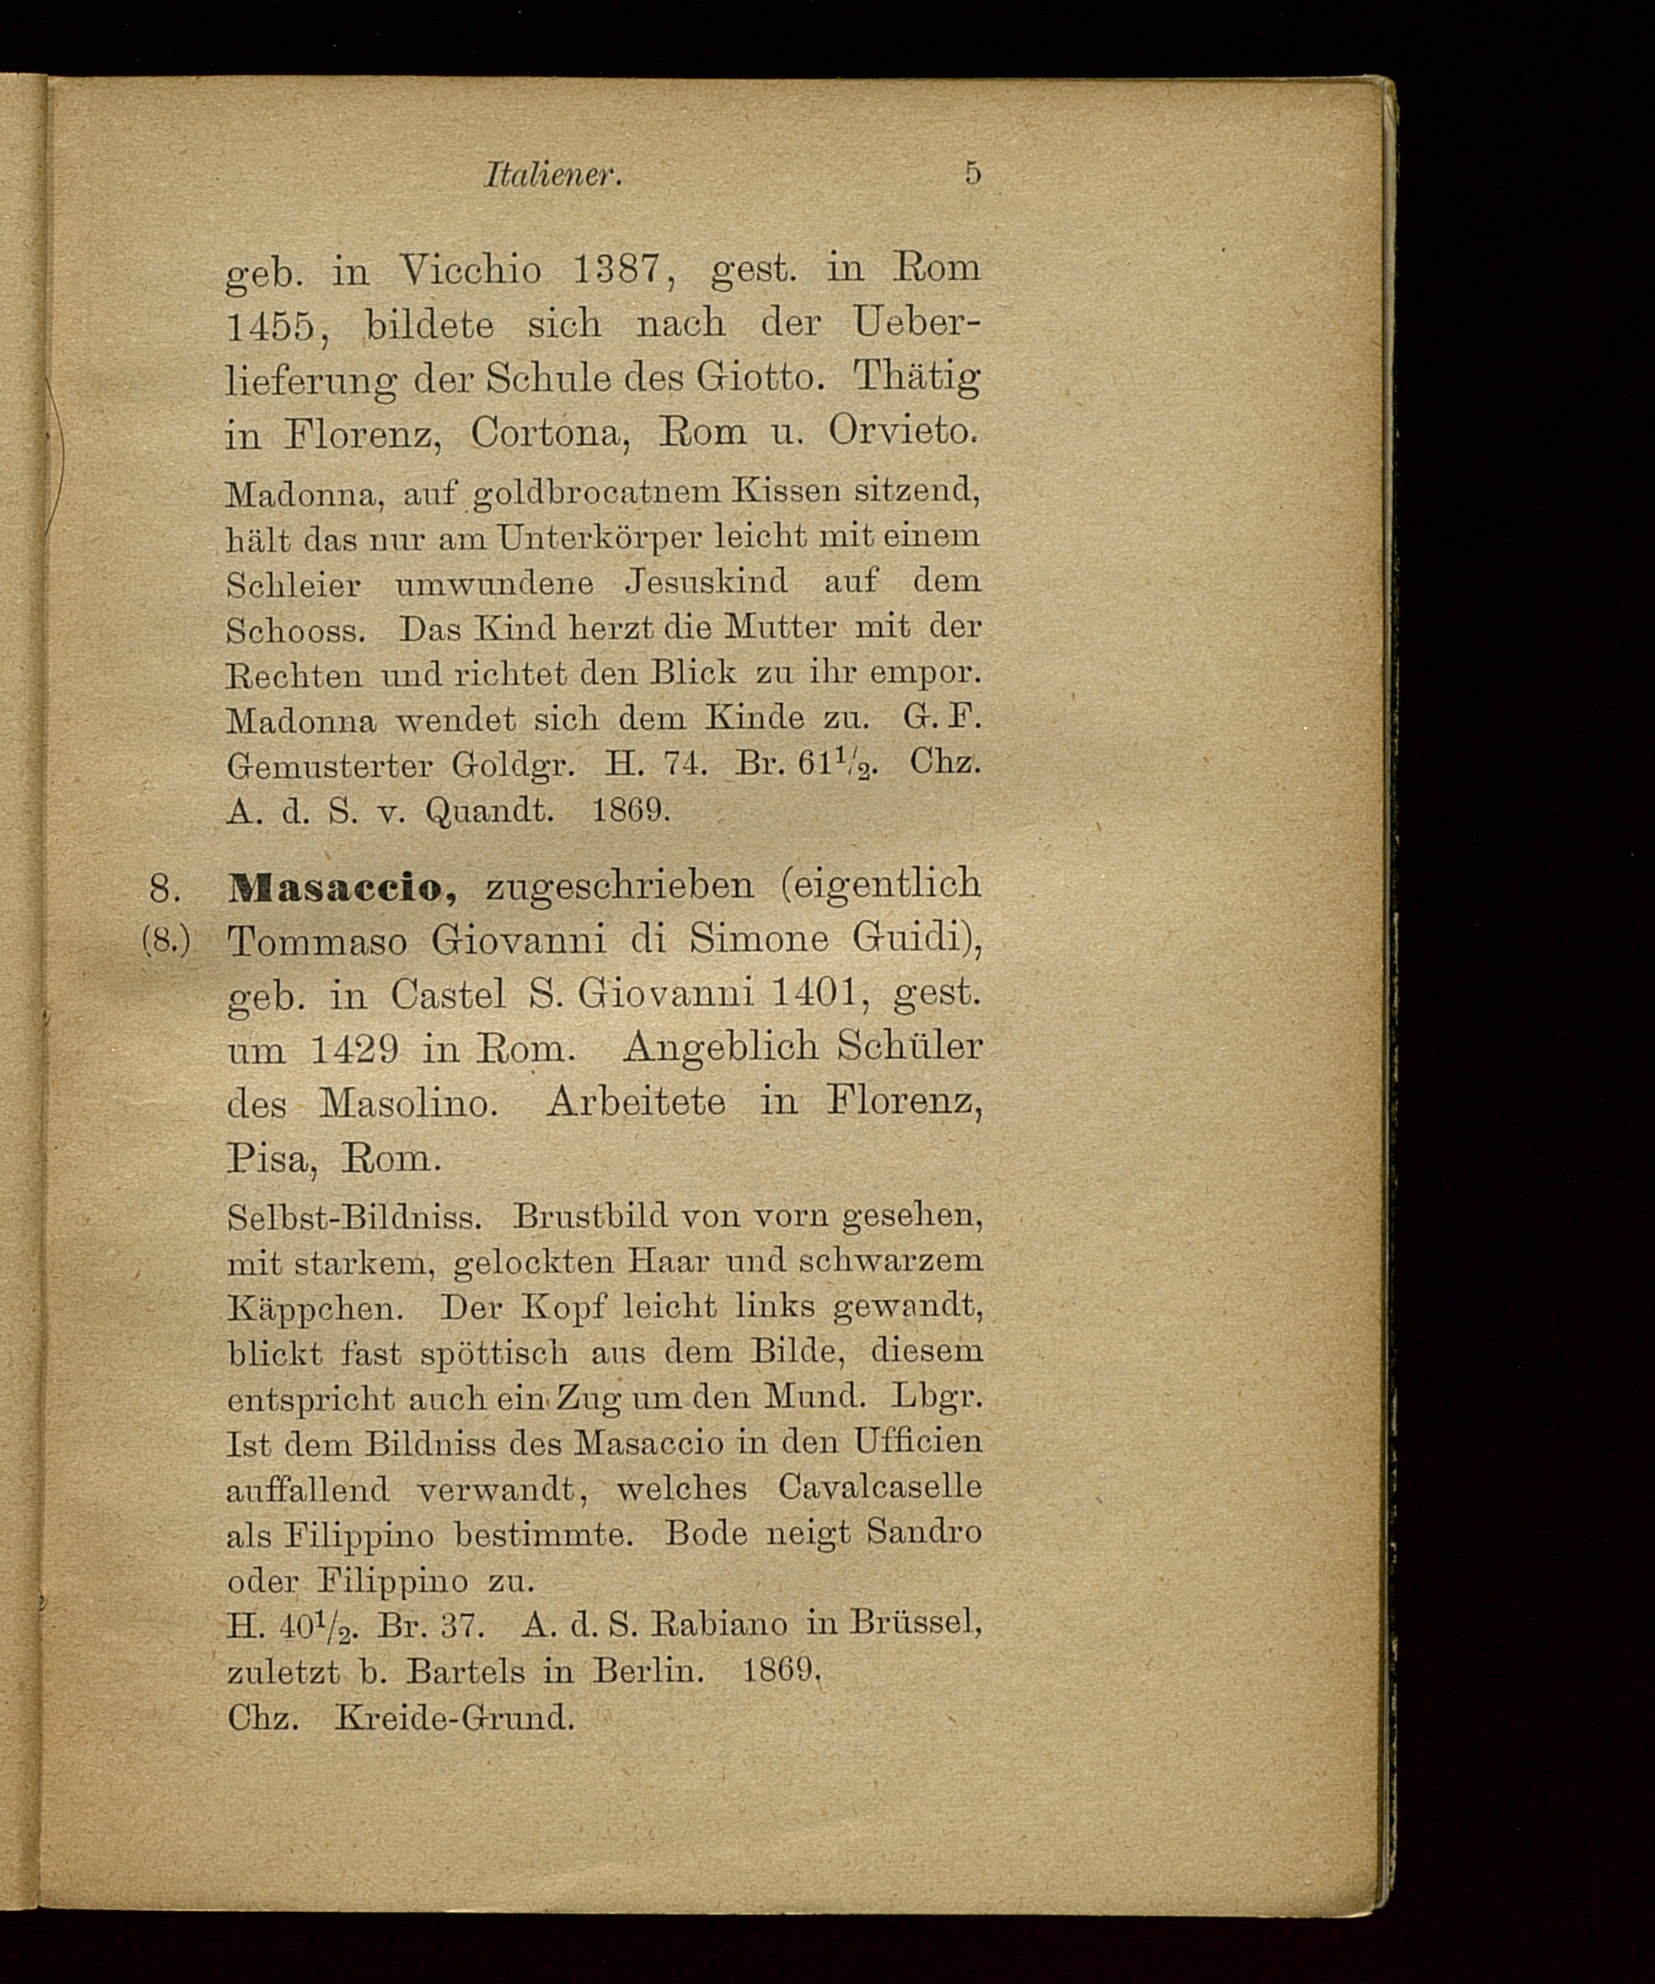 Italiener. 5
geb. in Vicchio 1387, gest. in Rom
1455, bildete sich nach der Ueber-
lieferung der Schule des Giotto. Thätig
in Florenz, Cortona, Rom u. Orvieto.
Madonna, auf goldbrocatnem Kissen sitzend,
hält das nur am Unterkörper leicht mit einem
Schleier umwundene Jesuskind auf dem
Schooss. Das Kind herzt die Mutter mit der
Rechten und richtet den Blick zu ihr empor.
Madonna wendet sich dem Kinde zu. G. F.
Gemusterter Goldgr. H. 74. Br. 61½. Chz.
A. d. S. v. Quandt. 1869.
8. Masaccio, zugeschrieben (eigentlich
(8.) Tommaso Giovanni di Simone Guidi),
geb. in Castel S. Giovanni 1401, gest.
um 1429 in Rom. Angeblich Schüler
des Masolino. Arbeitete in Florenz,
Pisa, Rom.
Selbst-Bildniss. Brustbild von vorn gesehen,
mit starkem, gelockten Haar und schwarzem
Käppchen. Der Kopf leicht links gewandt,
blickt fast spöttisch aus dem Bilde, diesem
entspricht auch ein Zug um den Mund. Lbgr.
Ist dem Bildniss des Masaccio in den Ufficien
auffallend verwandt, welches Cavalcaselle
als Filippino bestimmte. Bode neigt Sandro
oder Filippino zu.
H. 40½. Br. 37. A. d. S. Rabiano in Brüssel,
zuletzt b. Bartels in Berlin. 1869.
Chz. Kreide-Grund.